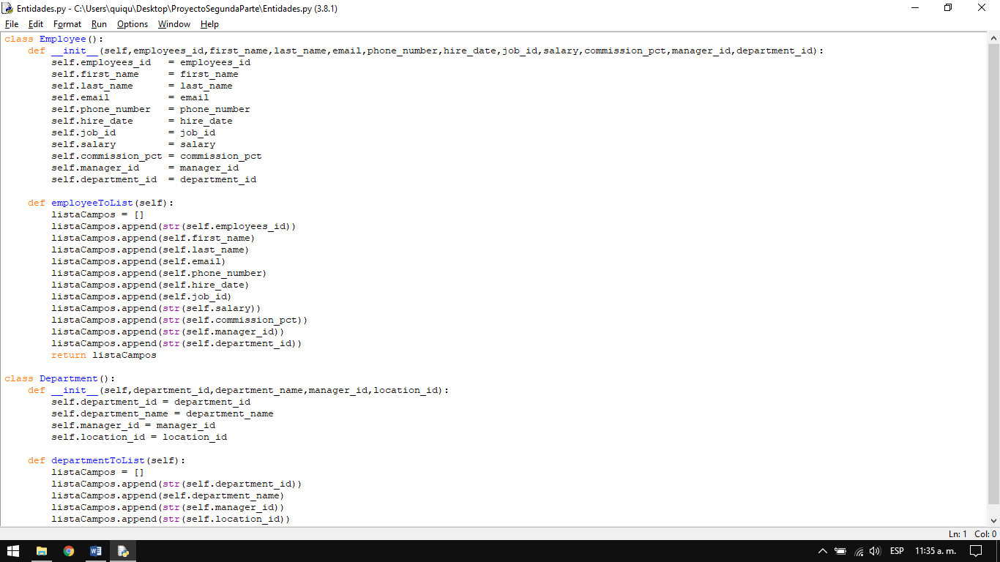 Entidades.py - C:\Users\quiqu\Desktop\ProyectoSegundaParte\Entidades.py (3.8.1)
File Edit Format Run Options Window Help
class Employee():
    def __init__(self,employees_id,first_name,last_name,email,phone_number,hire_date,job_id,salary,commission_pct,manager_id,department_id):
        self.employees_id   = employees_id
        self.first_name     = first_name
        self.last_name      = last_name
        self.email          = email
        self.phone_number   = phone_number
        self.hire_date      = hire_date
        self.job_id         = job_id
        self.salary         = salary
        self.commission_pct = commission_pct
        self.manager_id     = manager_id
        self.department_id  = department_id

    def employeeToList(self):
        listaCampos = []
        listaCampos.append(str(self.employees_id))
        listaCampos.append(self.first_name)
        listaCampos.append(self.last_name)
        listaCampos.append(self.email)
        listaCampos.append(self.phone_number)
        listaCampos.append(self.hire_date)
        listaCampos.append(self.job_id)
        listaCampos.append(str(self.salary))
        listaCampos.append(str(self.commission_pct))
        listaCampos.append(str(self.manager_id))
        listaCampos.append(str(self.department_id))
        return listaCampos

class Department():
    def __init__(self,department_id,department_name,manager_id,location_id):
        self.department_id = department_id
        self.department_name = department_name
        self.manager_id = manager_id
        self.location_id = location_id

    def departmentToList(self):
        listaCampos = []
        listaCampos.append(str(self.department_id))
        listaCampos.append(self.department_name)
        listaCampos.append(str(self.manager_id))
        listaCampos.append(str(self.location_id))
Ln: 1 Col: 0
ESP 11:35 a. m.